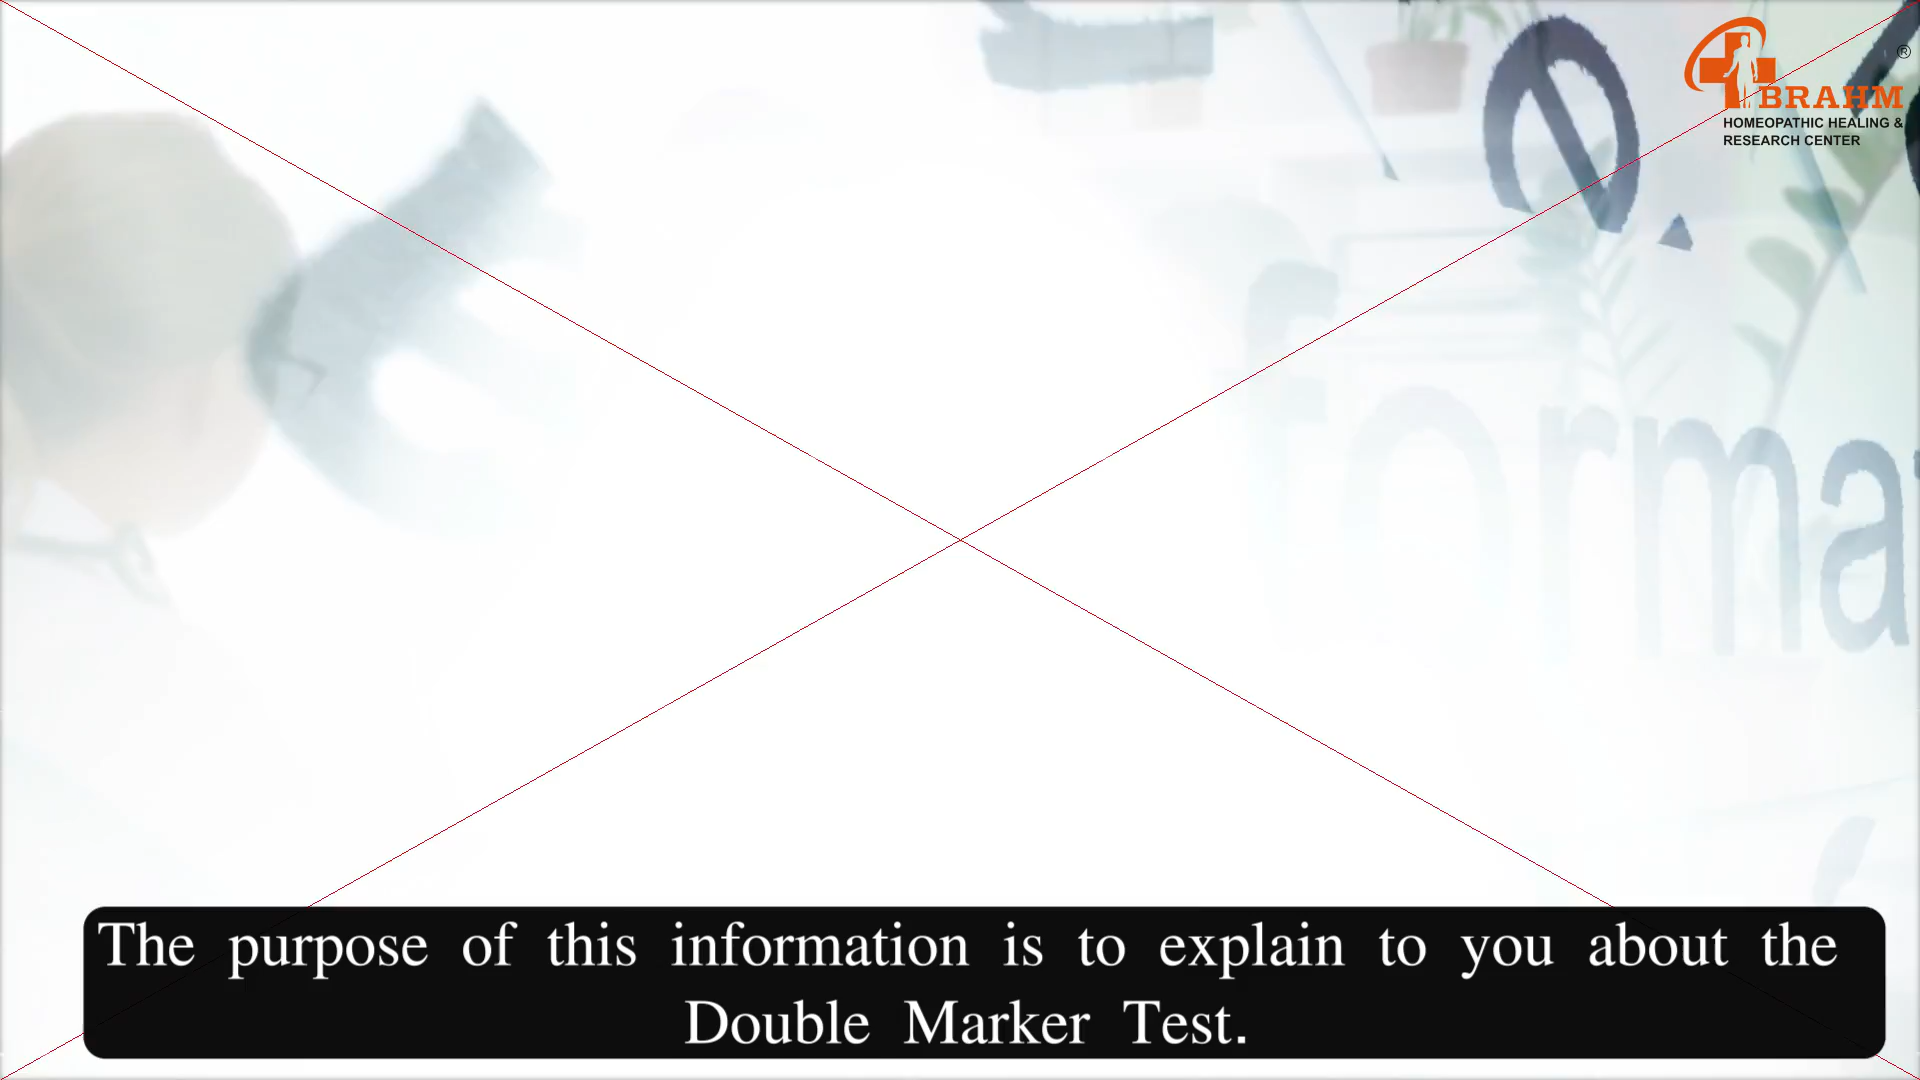 BRAHM
®
HOMEOPATHIC HEALING &
RESEARCH CENTER
forma
The purpose of this information is to explain to you about the
Double Marker Test.